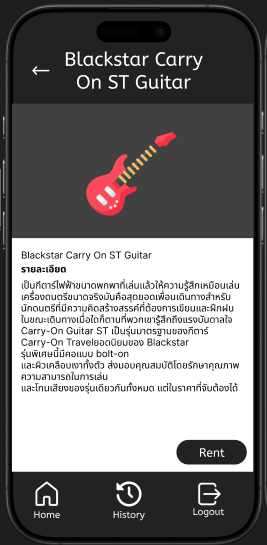 Blackstar Carry
On ST Guitar
Blackstar Carry On ST Guitar
รายละเอียด
เป็นกีตาร์ไฟฟ้าขนาดพกพาที่เล่นแล้วให้ความรู้สึกเหมือนเล่น
เครื่องดนตรีขนาดจริงมันคือสุดยอดเพื่อนเดินทางสำหรับ
นักดนตรีที่มีความคิดสร้างสรรค์ที่ต้องการเขียนและฝึกฝน
ในขณะเดินทางเมื่อใดก็ตามที่พวกเขารู้สึกถึงแรงบันดาลใจ
Carry-On Guitar ST เป็นรุ่นมาตรฐานของกีตาร์
Carry-On Travelยอดนิยมของ Blackstar
รุ่นพิเศษนี้มีคอแบบ bolt-on
และผิวเคลือบเงาทั้งตัว ส่งมอบคุณสมบัติโดยรักษาคุณภาพ
ความสามารถในการเล่น
และโทนเสียงของรุ่นเดียวกันทั้งหมด แต่ในราคาที่จับต้องได้
Rent
Home
History
Logout